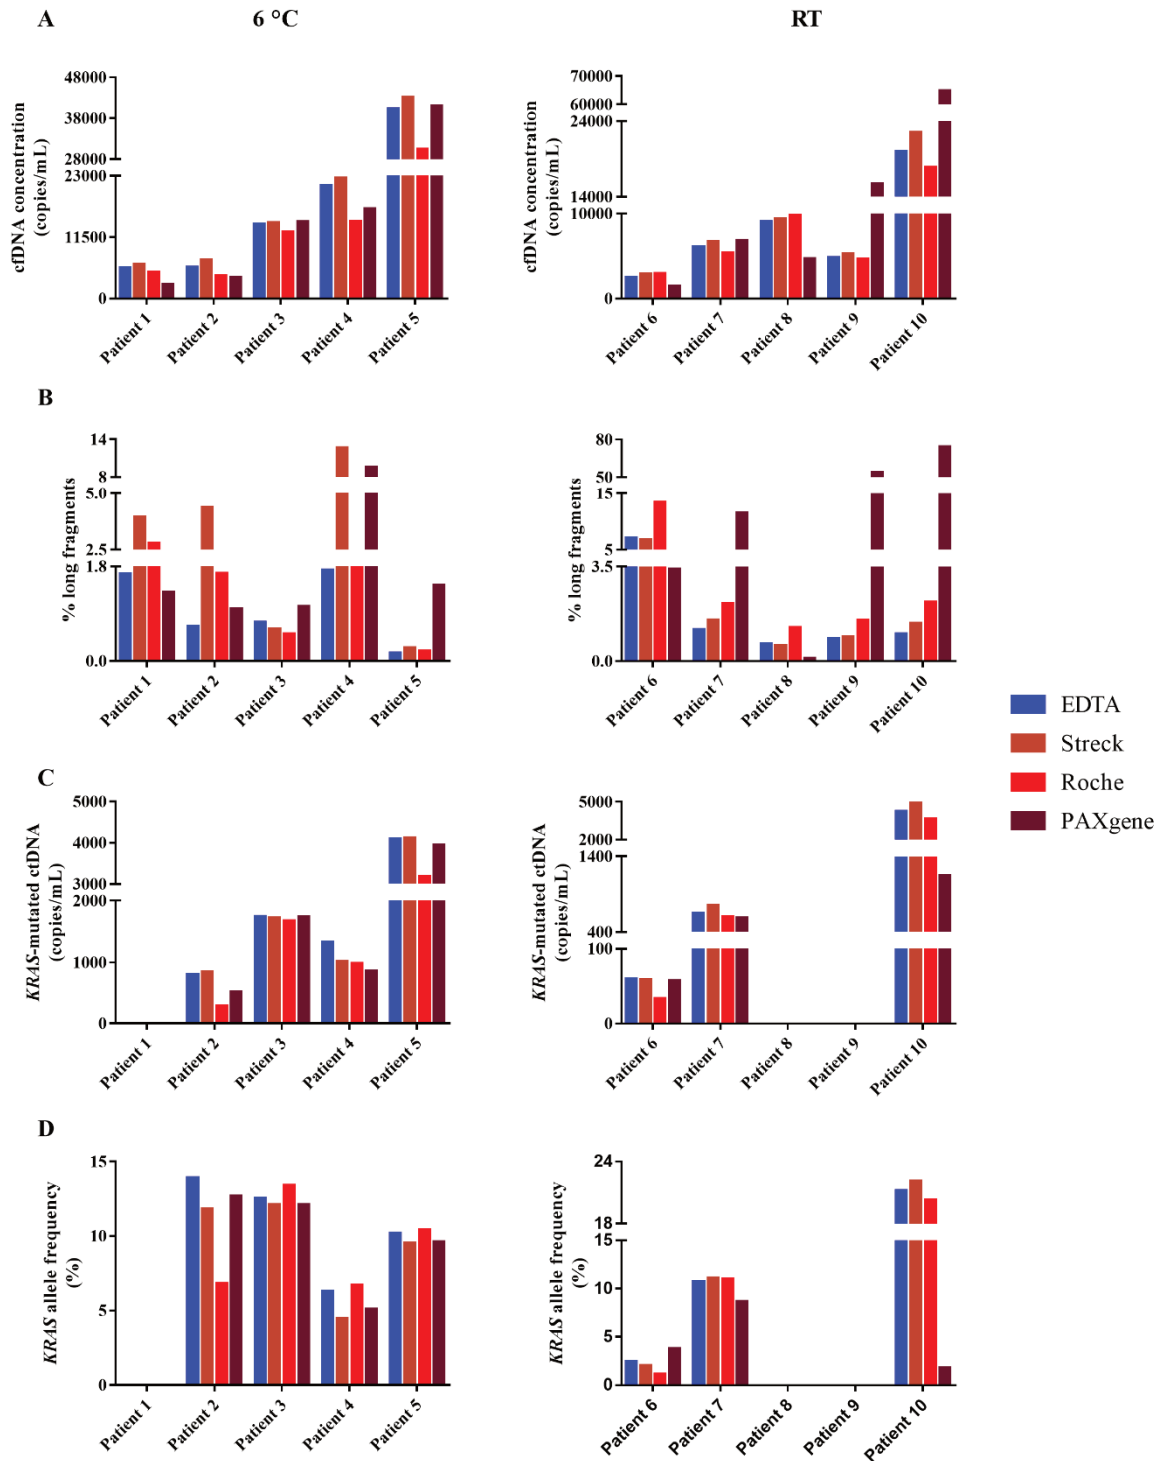 A
6 °C
RT
cfDNA concentration
(copies/mL)
48000
38000
28000
23000
11500
0
Patient 1
Patient 2
Patient 3
Patient 4
Patient 5
cfDNA concentration
(copies/mL)
70000
60000
24000
14000
10000
0
Patient 6
Patient 7
Patient 8
Patient 9
Patient 10
B
% long fragments
14
8
5.0
2.5
1.8
0.0
Patient 1
Patient 2
Patient 3
Patient 4
Patient 5
% long fragments
80
50
15
5
3.5
0.0
Patient 6
Patient 7
Patient 8
Patient 9
Patient 10
EDTA
Streck
Roche
PAXgene
C
KRAS-mutated ctDNA
(copies/mL)
5000
4000
3000
2000
1000
0
Patient 1
Patient 2
Patient 3
Patient 4
Patient 5
KRAS-mutated ctDNA
(copies/mL)
5000
2000
1400
400
100
0
Patient 6
Patient 7
Patient 8
Patient 9
Patient 10
D
KRAS allele frequency
(%)
15
10
5
0
Patient 1
Patient 2
Patient 3
Patient 4
Patient 5
KRAS allele frequency
(%)
24
18
15
10
5
0
Patient 6
Patient 7
Patient 8
Patient 9
Patient 10